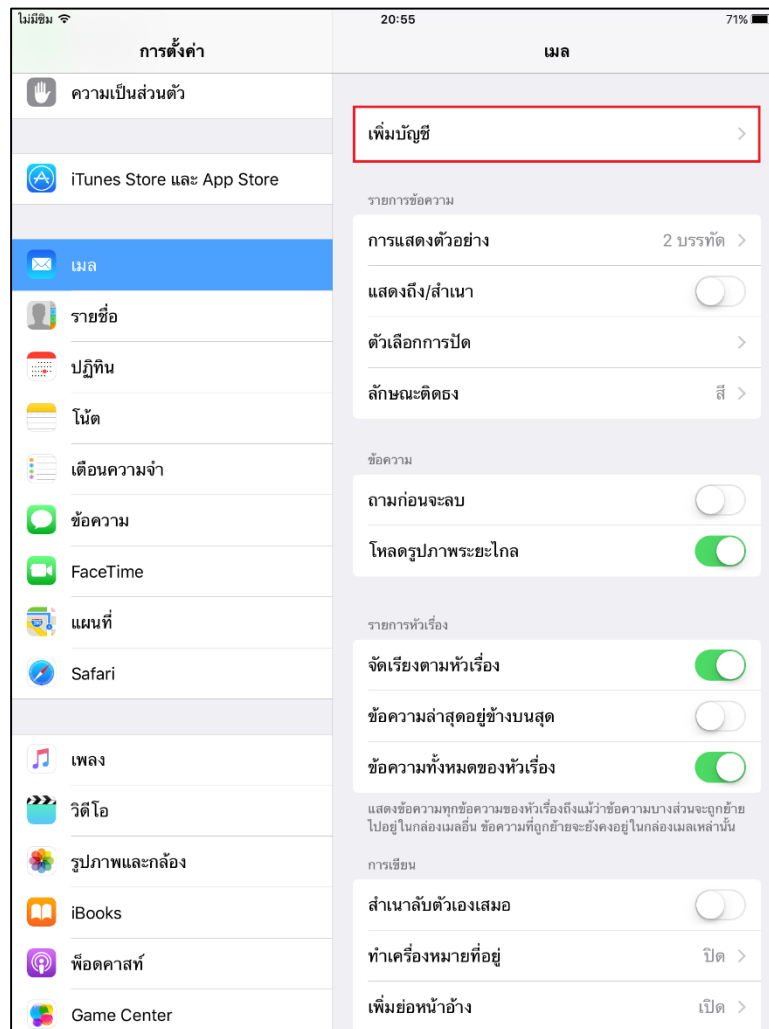 ไม่มีซิม
20:55
71%
การตั้งค่า
ความเป็นส่วนตัว
iTunes Store และ App Store
เมล
รายชื่อ
ปฏิทิน
โน้ต
เตือนความจำ
ข้อความ
FaceTime
แผนที่
Safari
เพลง
วิดีโอ
รูปภาพและกล้อง
iBooks
พ็อดคาสท์
Game Center
เมล
เพิ่มบัญชี
รายการข้อความ
การแสดงตัวอย่าง 2 บรรทัด
แสดงถึง/สำเนา
ตัวเลือกการปัด
ลักษณะติดธง สี
ข้อความ
ถามก่อนจะลบ
โหลดรูปภาพระยะไกล
รายการหัวเรื่อง
จัดเรียงตามหัวเรื่อง
ข้อความล่าสุดอยู่ข้างบนสุด
ข้อความทั้งหมดของหัวเรื่อง
แสดงข้อความทุกข้อความของหัวเรื่องถึงแม้ว่าข้อความบางส่วนจะถูกย้าย
ไปอยู่ในกล่องเมลอื่น ข้อความที่ถูกย้ายจะยังคงอยู่ในกล่องเมลเหล่านั้น
การเขียน
สำเนาลับตัวเองเสมอ
ทำเครื่องหมายที่อยู่ ปิด
เพิ่มย่อหน้าอ้าง เปิด